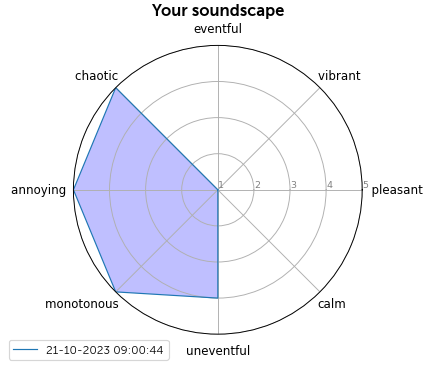 Your soundscape
eventful
chaotic
vibrant
annoying
1 2 3 4 5
pleasant
monotonous
calm
21-10-2023 09:00:44
uneventful